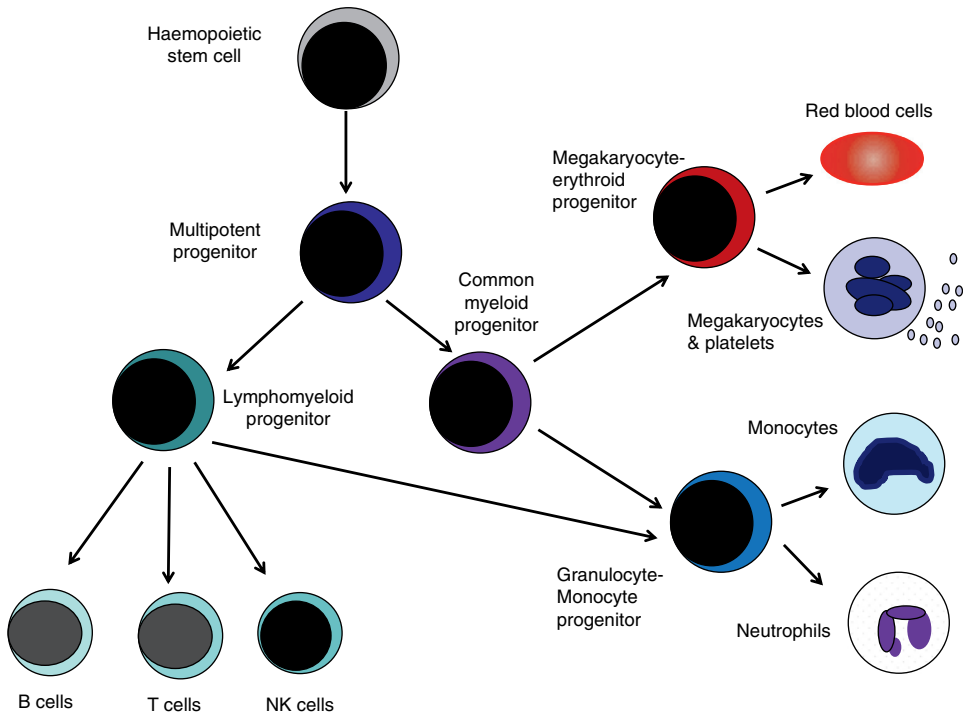 Haemopoietic
stem cell
Multipotent
progenitor
Common
myeloid
progenitor
Lymphomyeloid
progenitor
Megakaryocyte-
erythroid
progenitor
Red blood cells
Megakaryocytes
& platelets
Monocytes
Granulocyte-
Monocyte
progenitor
Neutrophils
B cells
T cells
NK cells